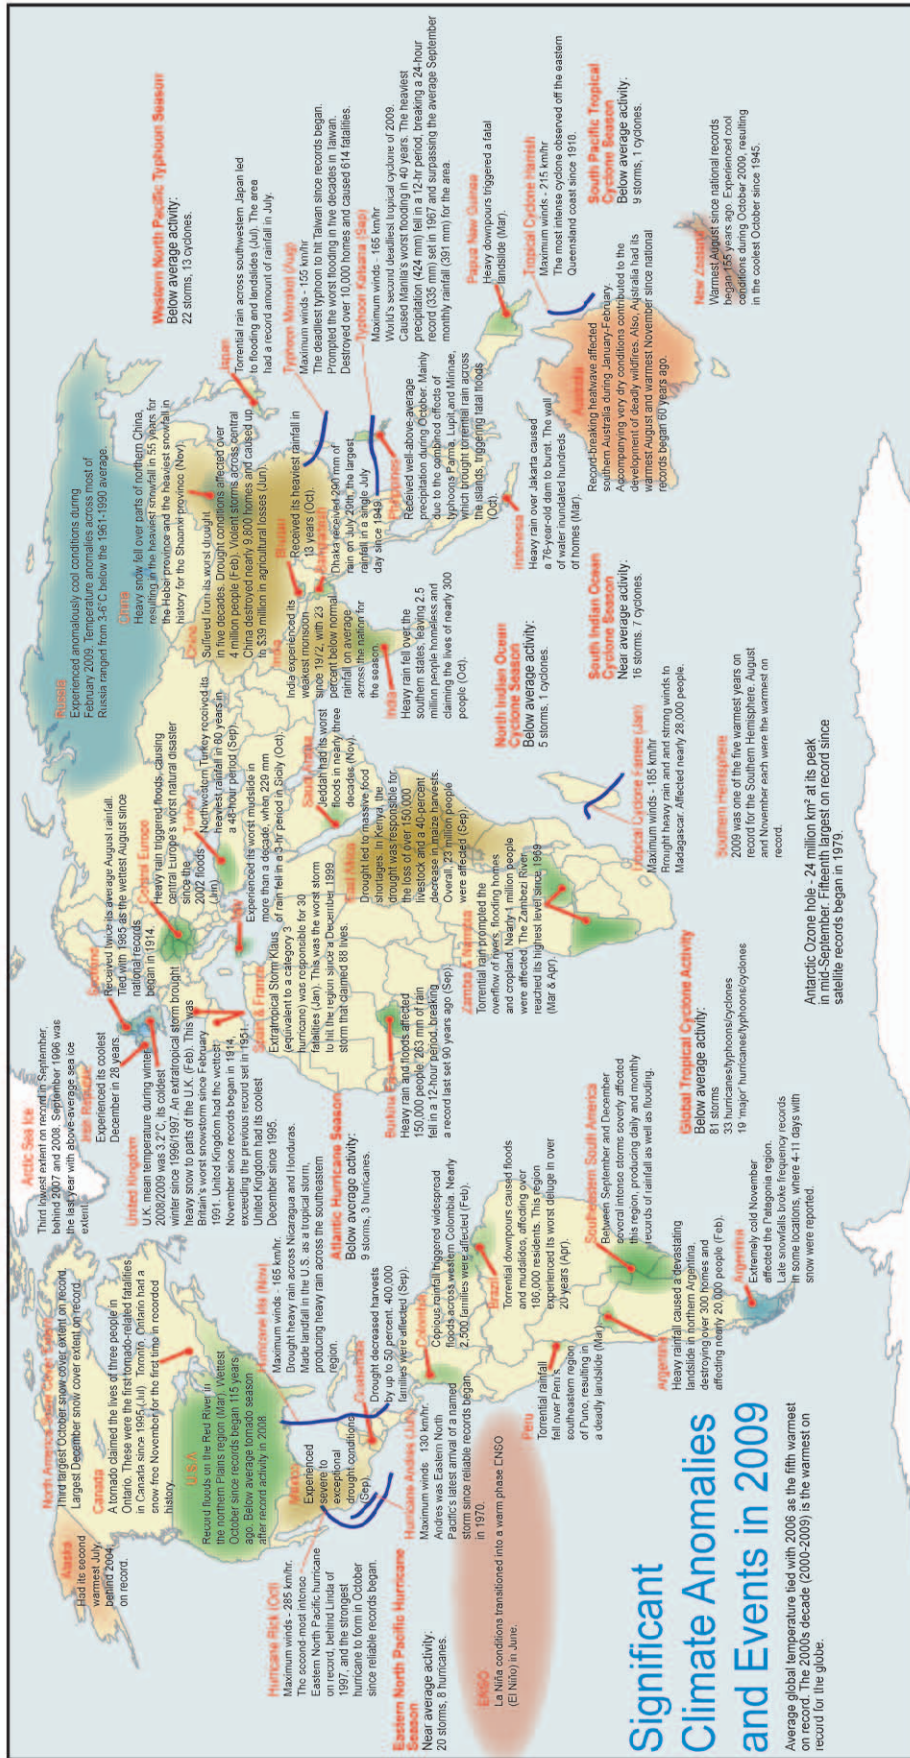 Significant
Climate Anomalies
and Events in 2009
Average global temperature tied with 2006 as the fifth warmest
on record. The 2000s decade (2000-2009) is the warmest on
record for the globe.
Alaska
Had its second
warmest July,
behind 2004,
on record.
North America Snow Cover Extent
Third largest October snow cover extent on record.
Largest December snow cover extent on record.
Canada
A tornado claimed the lives of three people in
Ontario. These were the first tornado-related fatalities
in Canada since 1995 (Jul). Toronto, Ontario had a
snow-free November for the first time in recorded
history.
U.S.A.
Record floods on the Red River in
the northern Plains region (Mar). Wettest
October since records began 115 years
ago. Below average tornado season
after record activity in 2008
Hurricane Rick (Oct)
Maximum winds - 285 km/hr.
The second-most intense
Eastern North Pacific hurricane
on record, behind Linda of
1997, and the strongest
hurricane to form in October
since reliable records began.
Mexico
Experienced
severe to
exceptional
drought conditions
(Sep).
Eastern North Pacific Hurricane
Season
Near average activity:
20 storms, 8 hurricanes.
Hurricane Andres (Jun)
Maximum winds 130 km/hr.
Andres was Eastern North
Pacific's latest arrival of a named
storm since reliable records began
in 1970.
ENSO
La Niña conditions transitioned into a warm phase ENSO
(El Niño) in June.
Hurricane Ida (Nov)
Maximum winds - 165 km/hr.
Drought heavy rain across Nicaragua and Honduras.
Made landfall in the U.S. as a tropical storm,
producing heavy rain across the southeastern
region.
Guatemala
Drought decreased harvests
by up to 50 percent. 400,000
families were affected (Sep).
Colombia
Copious rainfall triggered widespread
floods across western Colombia. Nearly
2,500 families were affected (Feb).
Brazil
Torrential downpours caused floods
and mudslides, affecting over
186,000 residents. This region
experienced its worst deluge in over
20 years (Apr).
Peru
Torrential rainfall
fell over Peru's
southeastern region
of Puno, resulting in
a deadly landslide (Mar)
Southeastern South America
Between September and December
several intense storms severly affected
this region, producing daily and monthly
records of rainfall as well as flouding.
Argentina
Heavy rainfall caused a devastating
landslide in northern Argentina,
destroying over 300 homes and
affecting nearly 20,000 people (Feb).
Argentina
Extremely cold November
affected the Patagonia region.
Late snowfalls broke frequency records
in some locations, where 4-11 days with
snow were reported.
Arctic Sea Ice
Third lowest extent on record in September,
behind 2007 and 2008. September 1996 was
the last year with above-average sea ice
extent
Irish Republic
Experienced its coolest
December in 28 years.
United Kingdom
U.K. mean temperature during winter
2008/2009 was 3.2°C, its coldest
winter since 1996/1997. An extratropical storm brought
heavy snow to parts of the U.K. (Feb). This was
Britain's worst snowstorm since February
1991. United Kingdom had the wettest
November since records began in 1914,
exceeding the previous record set in 1951.
United Kingdom had its coolest
December since 1995.
Scotland
Received twice its average August rainfall.
Tied with 1985 as the wettest August since
national records
began in 1914.
Central Europe
Heavy rain triggered floods, causing
central Europe's worst natural disaster
since the
2002 floods
(Jun)
Turkey
Northwestern Turkey received its
heaviest rainfall in 80 years in
a 48-hour period (Sep)
Italy
Experienced its worst mudslide in
more than a decade, when 229 mm
of rain fell in a 3-hr period in Sicily (Oct).
Spain & France
Extratropical Storm Klaus
(equivalent to a category 3
hurricane) was responsible for 30
fatalities (Jan). This was the worst storm
to hit the region since a December 1999
storm that claimed 88 lives.
Atlantic Hurricane Season
Below average activity:
9 storms, 3 hurricanes.
Burkina Faso
Heavy rain and floods affected
150,000 people. 263 mm of rain
fell in a 12-hour period, breaking
a record last set 90 years ago (Sep)
Saudi Arabia
Jeddah had its worst
floods in nearly three
decades (Nov).
East Africa
Drought led to massive food
shortages. In Kenya, the
drought was responsible for
the loss of over 150,000
livestock and a 40-percent
decrease in maize harvests.
Overall, 23 million people
were affected (Sep)
Zambia & Namibia
Torrential rain prompted the
overflow of rivers, flooding homes
and cropland. Nearly 1 million people
were affected. The Zambezi River
reached its highest level since 1969
(Mar & Apr).
Global Tropical Cyclone Activity
Below average activity:
81 storms
33 hurricanes/typhoons/cyclones
19 'major' hurricanes/typhoons/cyclones
Antarctic Ozone hole - 24 million km² at its peak
in mid-September. Fifteenth largest on record since
satellite records began in 1979.
Tropical Cyclone Fanele (Jan)
Maximum winds - 185 km/hr
Brought heavy rain and and strong winds to
Madagascar. Affected nearly 28,000 people.
Southern Hemisphere
2009 was one of the five warmest years on
record for the Southern Hemisphere. August
and November each were the warmest on
record.
Russia
Experienced anomalously cool conditions during
February 2009. Temperature anomalies across most of
Russia ranged from 3-6°C below the 1961-1990 average.
China
Heavy snow fell over parts of northern China,
resulting in the heaviest snowfall in 55 years for
the Hebei province and the heaviest snowfall in
history for the Shaanxi province (Nov)
China
Suffered from its worst drought
in five decades. Drought conditions affected over
4 million people (Feb). Violent storms across central
China destroyed nearly 9,800 homes and caused up
to $39 million in agricultural losses (Jun).
India
India experienced its
weakest monsoon
since 1972, with 23
percent below normal
rainfall on average
across the nation for
the season.
Bhutan
Received its heaviest rainfall in
13 years (Oct).
Bangladesh
Dhaka received 290 mm of
rain on July 29th, the largest
rainfall in a single July
day since 1949.
India
Heavy rain fell over the
southern states, leaving 2.5
million people homeless and
claiming the lives of nearly 300
people (Oct).
North Indian Ocean
Cyclone Season
Below average activity:
5 storms, 1 cyclones.
South Indian Ocean
Cyclone Season
Near average activity:
16 storms, 7 cyclones.
Western North Pacific Typhoon Season
Below average activity:
22 storms, 13 cyclones.
Japan
Torrential rain across southwestern Japan led
to flooding and landslides (Jul). The area
had a record amount of rainfall in July.
Typhoon Morakot (Aug)
Maximum winds - 155 km/hr
The deadliest typhoon to hit Taiwan since records began.
Prompted the worst flooding in five decades in Taiwan.
Destroyed over 10,000 homes and caused 614 fatalities.
Typhoon Ketsana (Sep)
Maximum winds - 165 km/hr
World's second deadliest tropical cyclone of 2009.
Caused Manila's worst flooding in 40 years. The heaviest
precipitation (424 mm) fell in a 12-hr period, breaking a 24-hour
record (335 mm) set in 1967 and surpassing the average September
monthly rainfall (391 mm) for the area.
Philippines
Received well-above-average
precipitation during October. Mainly
due to the combined effects of
typhoons Parma, Lupit,and Mirinae,
which brought torrential rain across
the islands, triggering fatal floods
(Oct).
Indonesia
Heavy rain over Jakarta caused
a 76-year-old dam to burst. The wall
of water inundated hundreds
of homes (Mar).
Papua New Guinea
Heavy downpours triggered a fatal
landslide (Mar).
Tropical Cyclone Hamish
Maximum winds - 215 km/hr
The most intense cyclone observed off the eastern
Queensland coast since 1918.
Australia
Record-breaking heatwave affected
southern Australia during January-February.
Accompanying very dry conditions contributed to the
development of deadly wildfires. Also, Australia had its
warmest August and warmest November since national
records began 60 years ago.
South Pacific Tropical
Cyclone Season
Below average activity:
9 storms, 1 cyclones.
New Zealand
Warmest August since national records
began 155 years ago. Experienced cool
conditions during October 2009, resulting
in the coolest October since 1945.